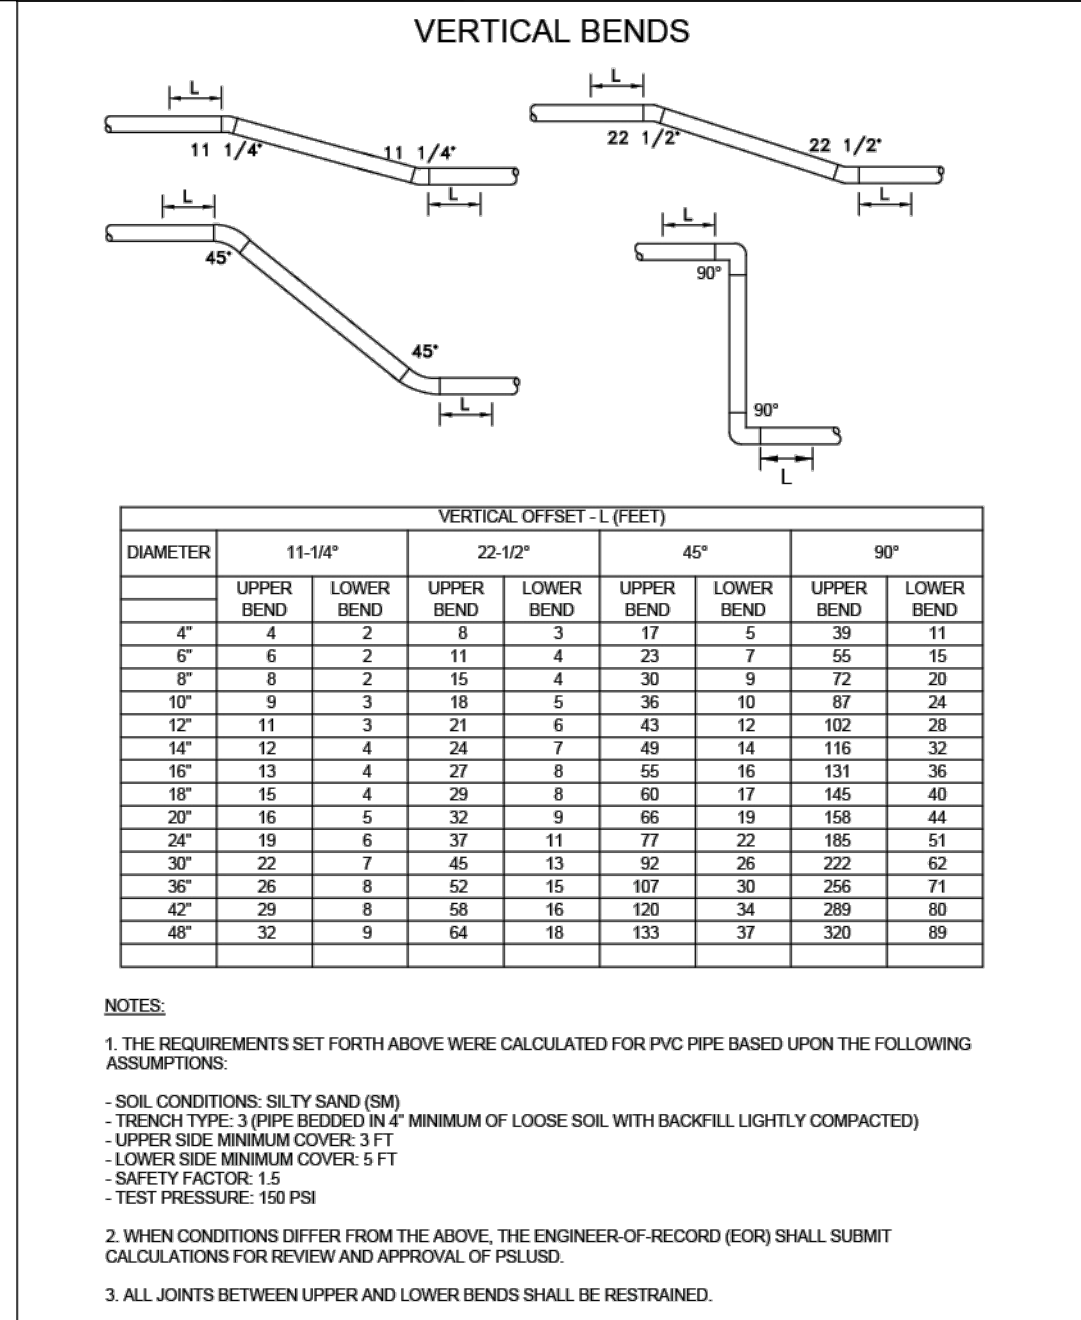 VERTICAL BENDS
L
11 1/4°
11 1/4°
L
L
22 1/2°
22 1/2°
L
L
45°
45°
L
L
90°
90°
L
VERTICAL OFFSET - L (FEET)
DIAMETER 11-1/4° 22-1/2° 45° 90°
UPPER BEND LOWER BEND UPPER BEND LOWER BEND UPPER BEND LOWER BEND UPPER BEND LOWER BEND
4" 4 2 8 3 17 5 39 11
6" 6 2 11 4 23 7 55 15
8" 8 2 15 4 30 9 72 20
10" 9 3 18 5 36 10 87 24
12" 11 3 21 6 43 12 102 28
14" 12 4 24 7 49 14 116 32
16" 13 4 27 8 55 16 131 36
18" 15 4 29 8 60 17 145 40
20" 16 5 32 9 66 19 158 44
24" 19 6 37 11 77 22 185 51
30" 22 7 45 13 92 26 222 62
36" 26 8 52 15 107 30 256 71
42" 29 8 58 16 120 34 289 80
48" 32 9 64 18 133 37 320 89
NOTES:
1. THE REQUIREMENTS SET FORTH ABOVE WERE CALCULATED FOR PVC PIPE BASED UPON THE FOLLOWING
ASSUMPTIONS:
- SOIL CONDITIONS: SILTY SAND (SM)
- TRENCH TYPE: 3 (PIPE BEDDED IN 4" MINIMUM OF LOOSE SOIL WITH BACKFILL LIGHTLY COMPACTED)
- UPPER SIDE MINIMUM COVER: 3 FT
- LOWER SIDE MINIMUM COVER: 5 FT
- SAFETY FACTOR: 1.5
- TEST PRESSURE: 150 PSI
2. WHEN CONDITIONS DIFFER FROM THE ABOVE, THE ENGINEER-OF-RECORD (EOR) SHALL SUBMIT
CALCULATIONS FOR REVIEW AND APPROVAL OF PSLUSD.
3. ALL JOINTS BETWEEN UPPER AND LOWER BENDS SHALL BE RESTRAINED.